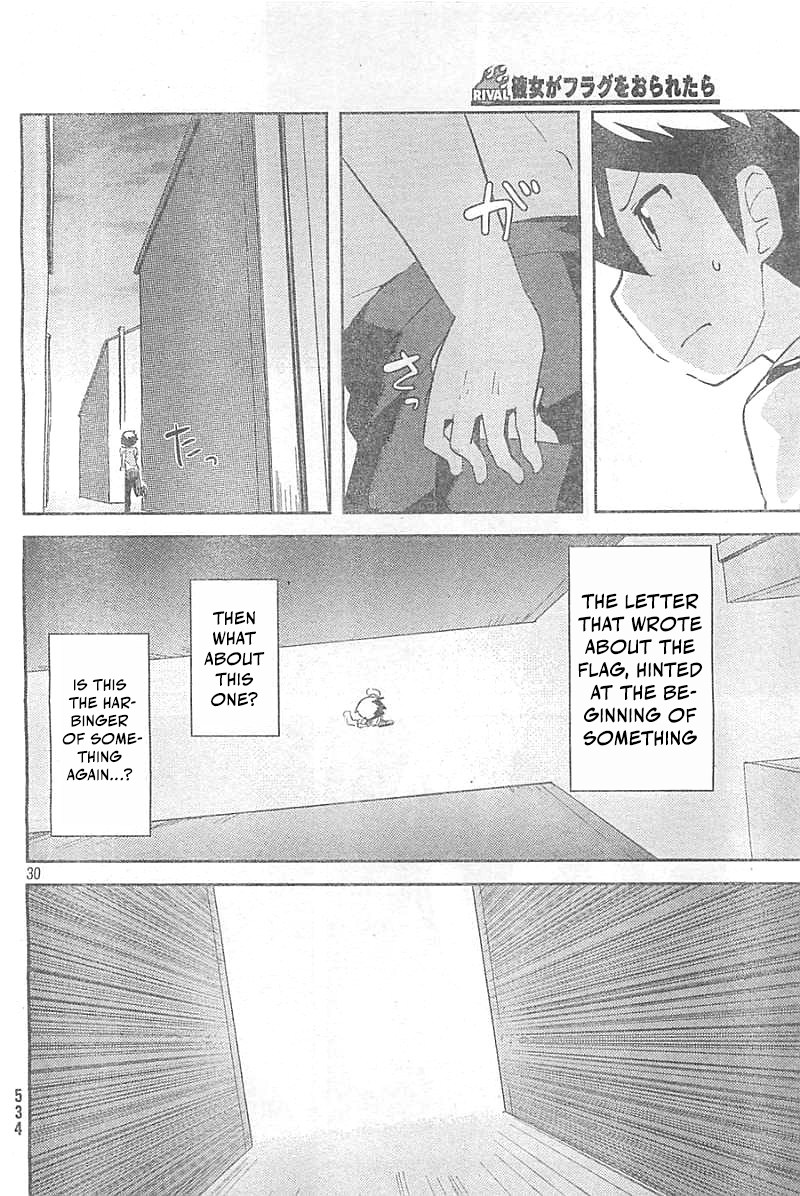 RIVAL 彼女がフラグをおられたら
ガッ
さっ
たっ
THE LETTER
THAT WROTE
ABOUT THE
FLAG, HINTED
AT THE BE-
GINNING OF
SOMETHING
THEN
WHAT
ABOUT
THIS
ONE?
IS THIS
THE HAR-
BINGER
OF SOME-
THING
AGAIN...?
30
534